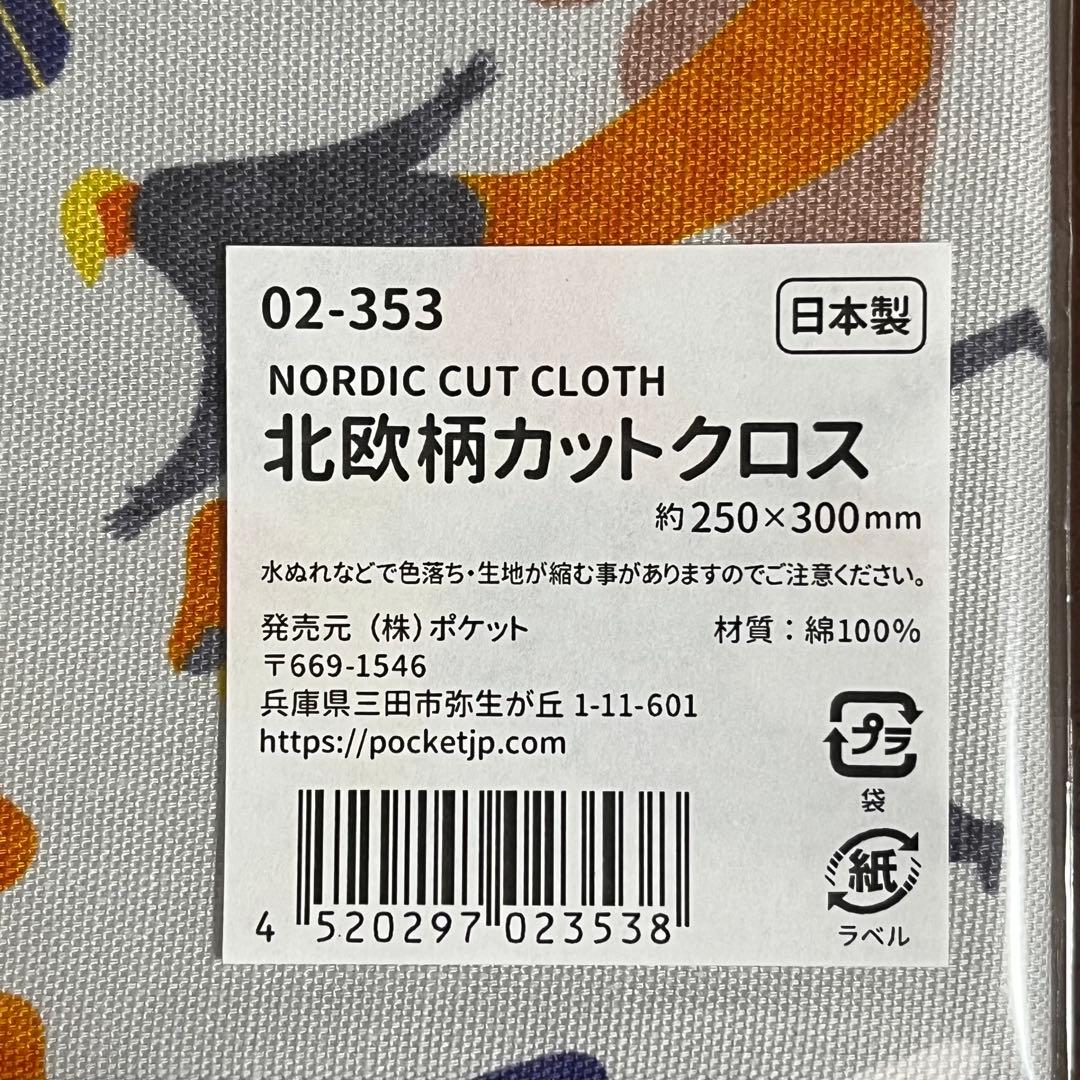 02-353
日本製
NORDIC CUT CLOTH
北欧柄カットクロス
約250×300mm
水ぬれなどで色落ち・生地が縮む事がありますのでご注意ください。
発売元（株）ポケット
材質：綿100%
〒669-1546
兵庫県三田市弥生が丘 1-11-601
https://pocketjp.com
プラ
袋
紙
ラベル
4 520297 023538